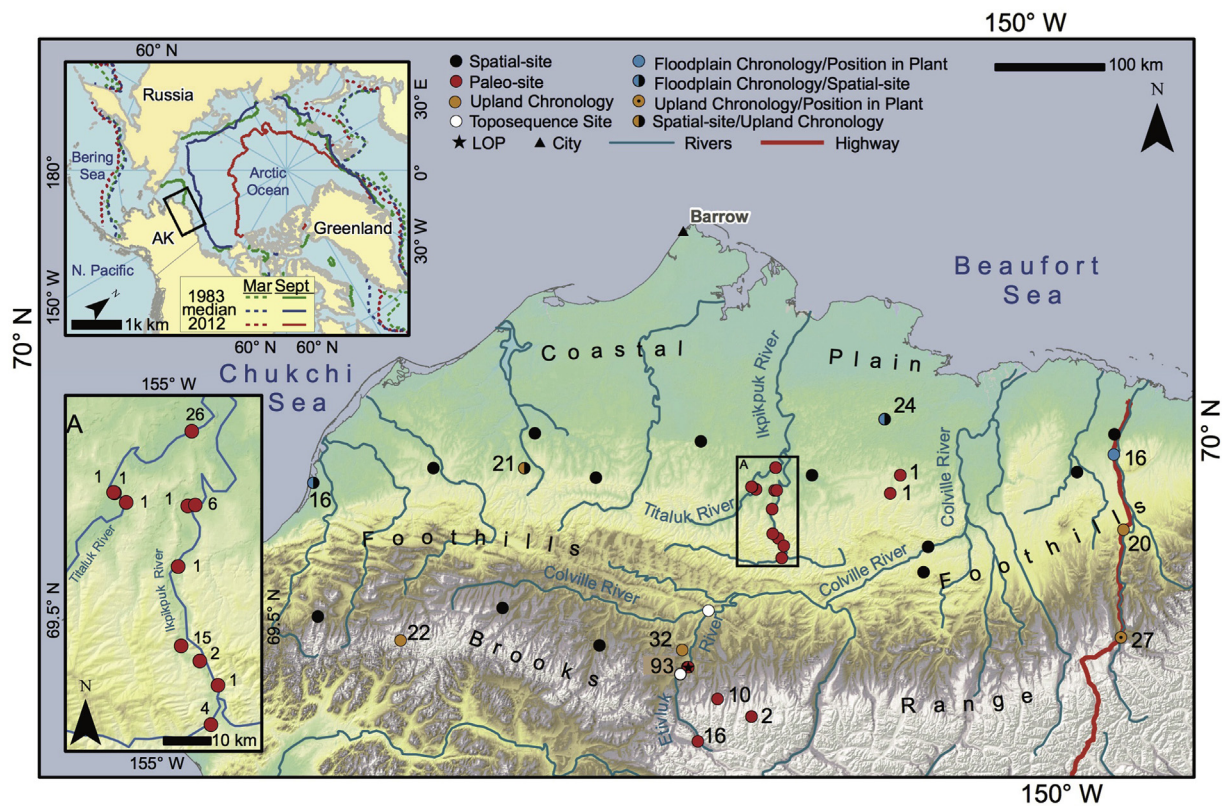 150° W
60° N
Russia
30° E
Bering
Sea
180°
0°
Arctic
Ocean
AK
Greenland
30° W
N. Pacific
150° W
N
Mar Sept
1983
median
2012
1k km
60° N 60° N
Spatial-site
Paleo-site
Upland Chronology
Toposequence Site
LOP
City
Rivers
Highway
Floodplain Chronology/Position in Plant
Floodplain Chronology/Spatial-site
Upland Chronology/Position in Plant
Spatial-site/Upland Chronology
100 km
N
Barrow
Beaufort
Sea
70° N
Chukchi
Sea
Coastal Plain
Ikpikpuk River
24
Colville River
70° N
16
21
16
A
1
1
Titaluk River
Foothills
Foothills
20
Colville River
Colville River
River
22
32
93
27
Brooks Range
10
2
Etivluk
16
150° W
155° W
A
26
1
1
1
6
Titaluk River
1
Ikpikpuk River
69.5° N
69.5° N
15
2
1
4
N
10 km
155° W